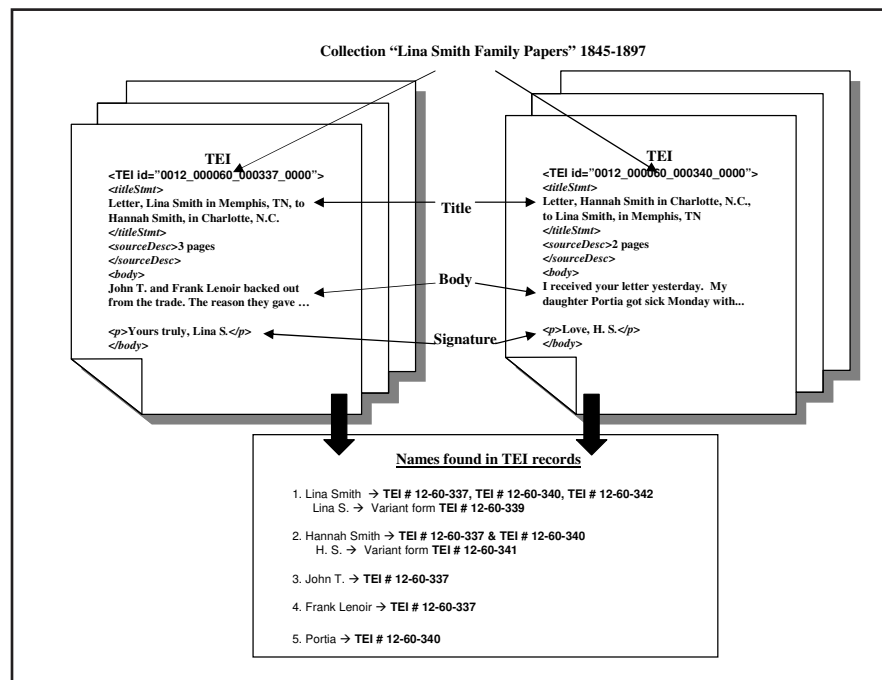 Collection “Lina Smith Family Papers” 1845-1897
TEI
<TEI id=”0012_000060_000337_0000”>
<titleStmt>
Letter, Lina Smith in Memphis, TN, to
Hannah Smith, in Charlotte, N.C.
</titleStmt>
<sourceDesc>3 pages
</sourceDesc>
<body>
John T. and Frank Lenoir backed out
from the trade. The reason they gave …
<p>Yours truly, Lina S.</p>
</body>
Title
Body
Signature
TEI
<TEI id=”0012_000060_000340_0000”>
<titleStmt>
Letter, Hannah Smith in Charlotte, N.C.,
to Lina Smith, in Memphis, TN
</titleStmt>
<sourceDesc>2 pages
</sourceDesc>
<body>
I received your letter yesterday. My
daughter Portia got sick Monday with...
<p>Love, H. S.</p>
</body>
Names found in TEI records
1. Lina Smith → TEI # 12-60-337, TEI # 12-60-340, TEI # 12-60-342
Lina S. → Variant form TEI # 12-60-339
2. Hannah Smith → TEI # 12-60-337 & TEI # 12-60-340
H. S. → Variant form TEI # 12-60-341
3. John T. → TEI # 12-60-337
4. Frank Lenoir → TEI # 12-60-337
5. Portia → TEI # 12-60-340